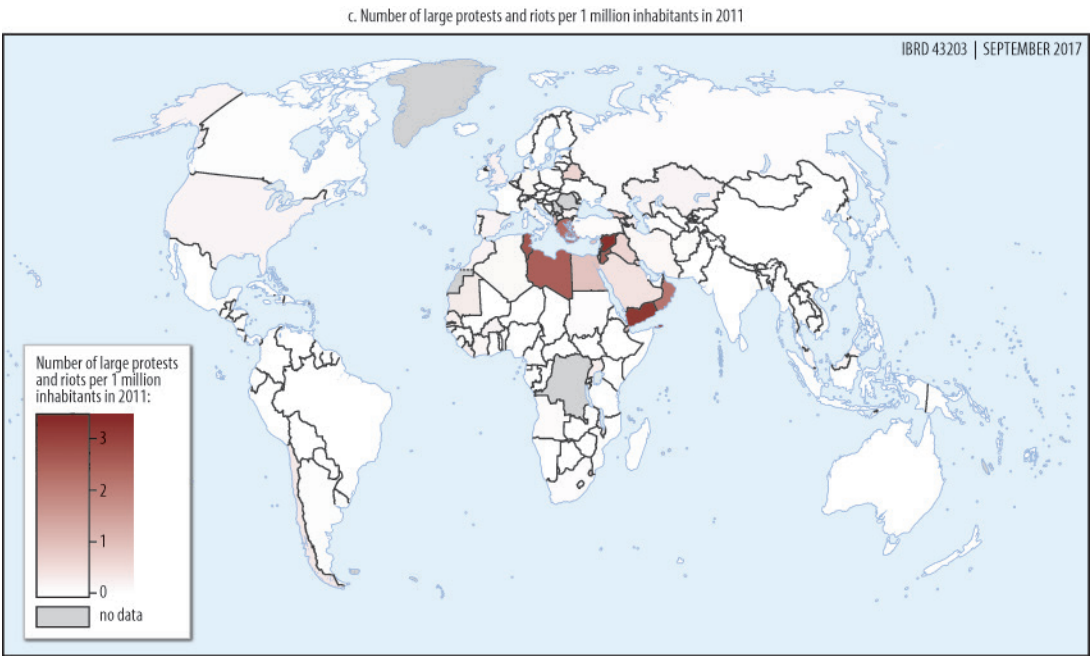 c. Number of large protests and riots per 1 million inhabitants in 2011
IBRD 43203 | SEPTEMBER 2017
Number of large protests
and riots per 1 million
inhabitants in 2011:
3
2
1
0
no data